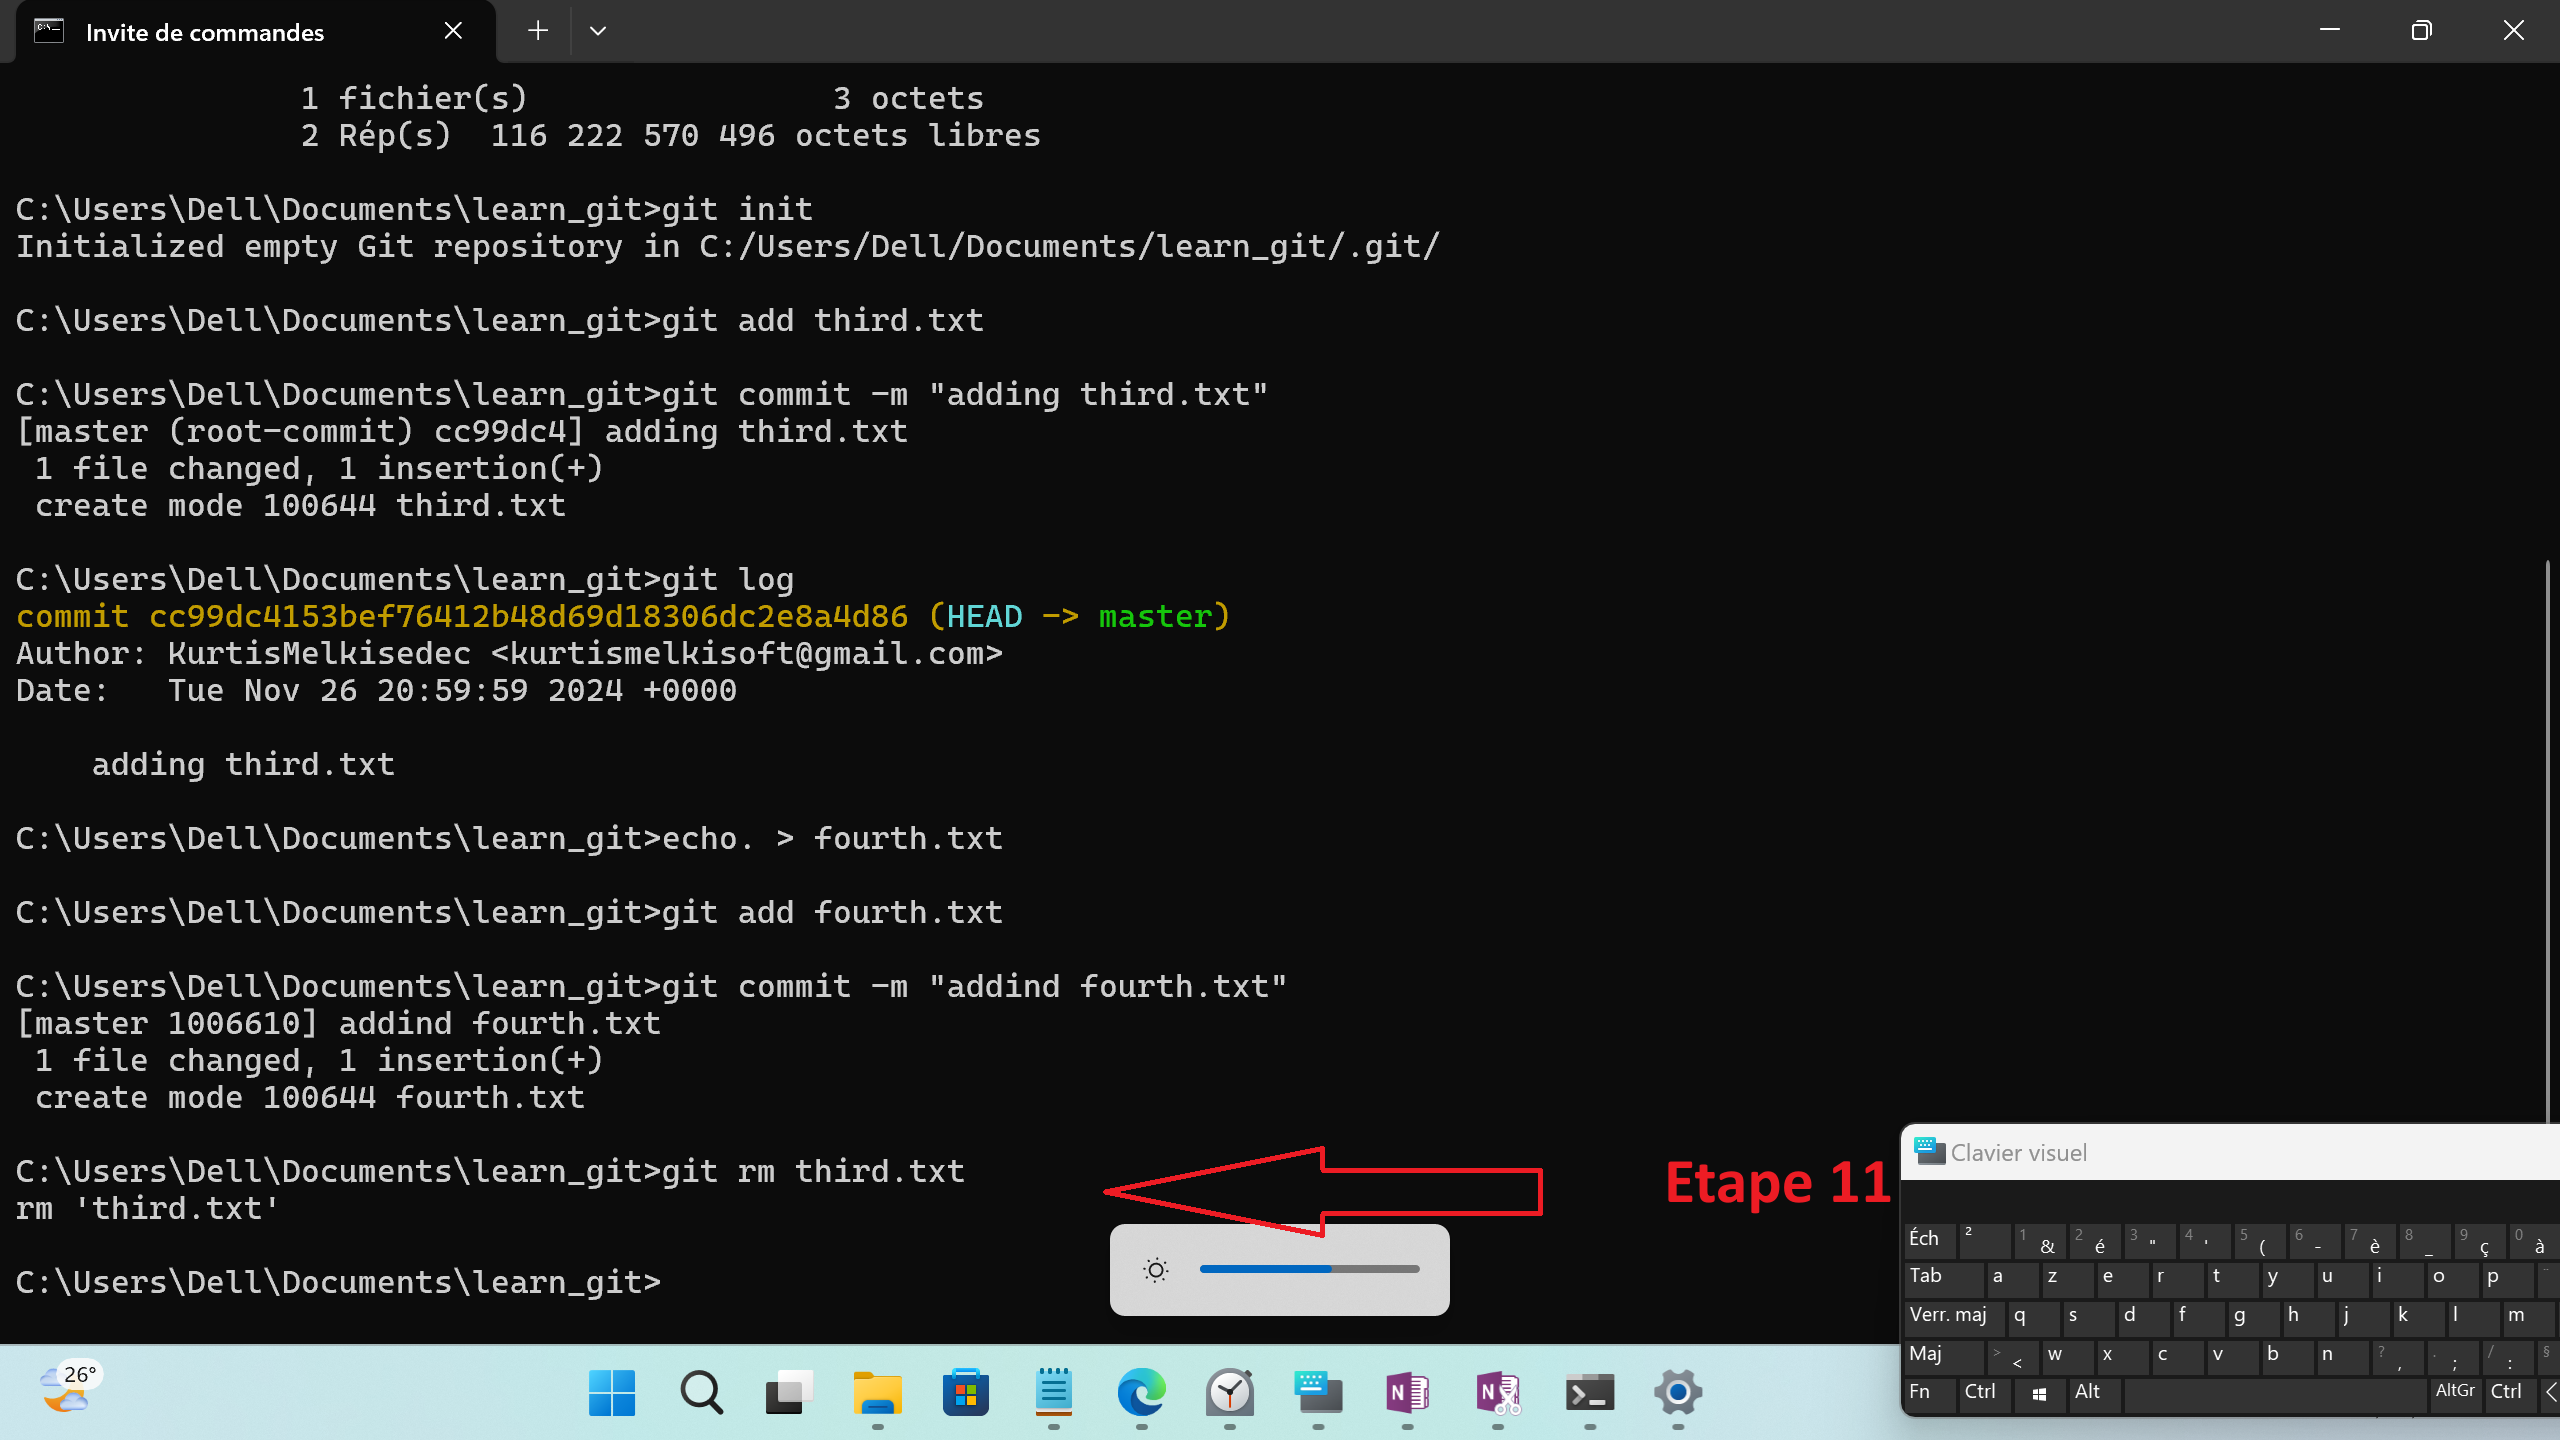 Invite de commandes
1 fichier(s) 3 octets
2 Rép(s) 116 222 570 496 octets libres
C:\Users\Dell\Documents\learn_git>git init
Initialized empty Git repository in C:/Users/Dell/Documents/learn_git/.git/
C:\Users\Dell\Documents\learn_git>git add third.txt
C:\Users\Dell\Documents\learn_git>git commit -m "adding third.txt"
[master (root-commit) cc99dc4] adding third.txt
1 file changed, 1 insertion(+)
create mode 100644 third.txt
C:\Users\Dell\Documents\learn_git>git log
commit cc99dc4153bef76412b48d69d18306dc2e8a4d86 (HEAD -> master)
Author: KurtisMelkisedec <kurtismelkisoft@gmail.com>
Date: Tue Nov 26 20:59:59 2024 +0000
adding third.txt
C:\Users\Dell\Documents\learn_git>echo. > fourth.txt
C:\Users\Dell\Documents\learn_git>git add fourth.txt
C:\Users\Dell\Documents\learn_git>git commit -m "addind fourth.txt"
[master 1006610] addind fourth.txt
1 file changed, 1 insertion(+)
create mode 100644 fourth.txt
C:\Users\Dell\Documents\learn_git>git rm third.txt
rm 'third.txt'
Etape 11
C:\Users\Dell\Documents\learn_git>
Clavier visuel
Éch ² 1 & 2 é 3 " 4 ' 5 ( 6 - 7 è 8 _ 9 ç 0 à
Tab a z e r t y u i o p
Verr. maj q s d f g h j k l m
Maj > < w x c v b n ? , . ; / : §
Fn Ctrl Alt AltGr Ctrl
26°